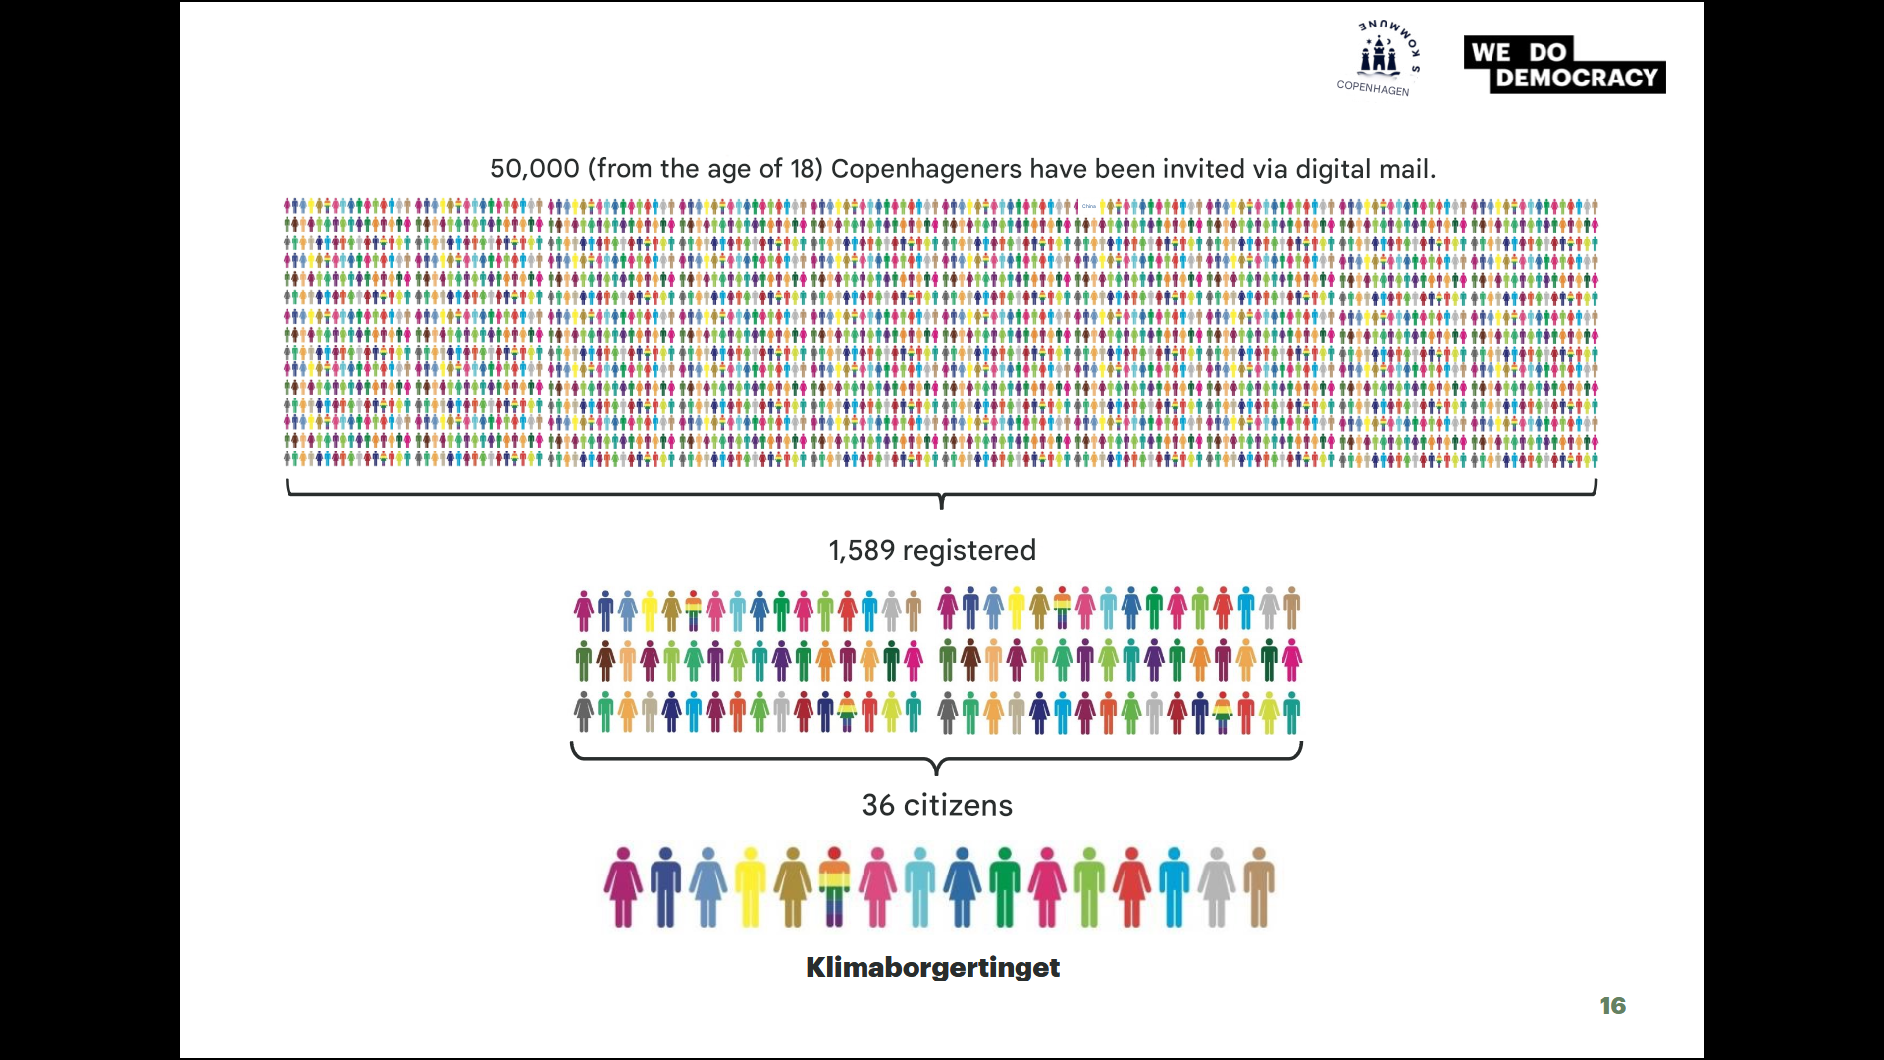 S KOMMUNE
COPENHAGEN
WE DO
DEMOCRACY
50,000 (from the age of 18) Copenhageners have been invited via digital mail.
China
1,589 registered
36 citizens
Klimaborgertinget
16